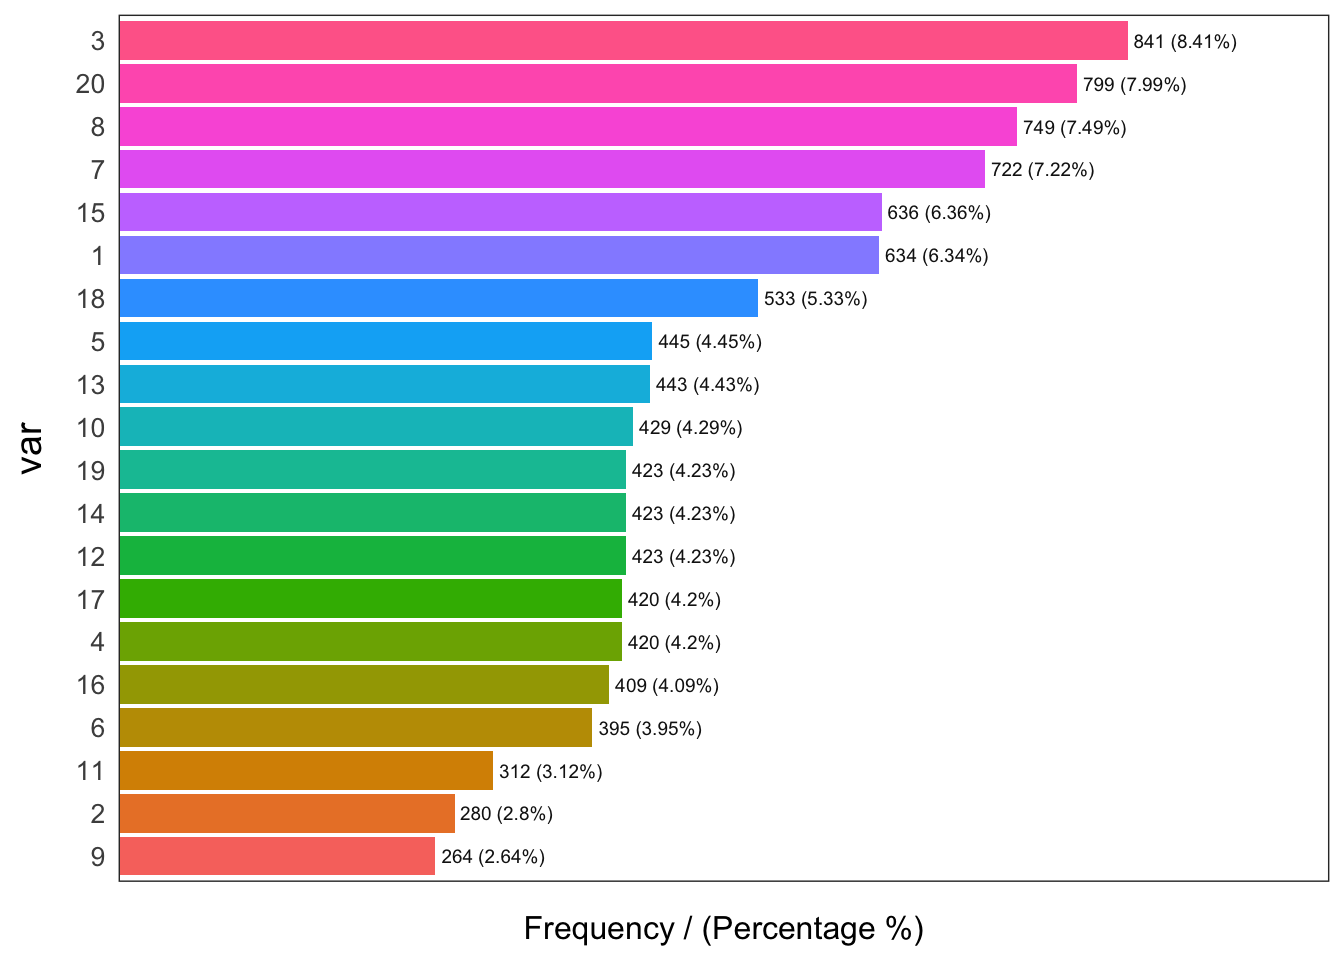 3 841 (8.41%)
20 799 (7.99%)
8 749 (7.49%)
7 722 (7.22%)
15 636 (6.36%)
1 634 (6.34%)
18 533 (5.33%)
5 445 (4.45%)
13 443 (4.43%)
10 429 (4.29%)
19 423 (4.23%)
14 423 (4.23%)
12 423 (4.23%)
17 420 (4.2%)
4 420 (4.2%)
16 409 (4.09%)
6 395 (3.95%)
11 312 (3.12%)
2 280 (2.8%)
9 264 (2.64%)
var
Frequency / (Percentage %)